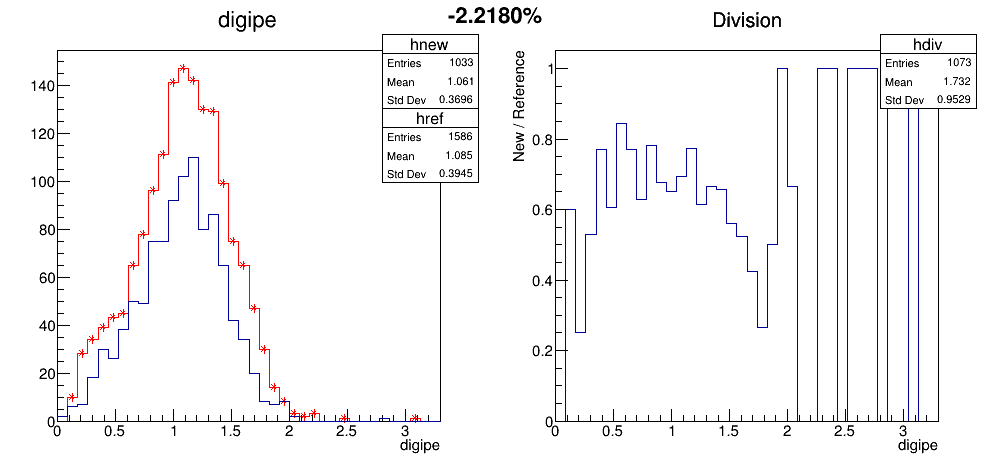 -2.2180%
digipe
hnew
Entries 1033
Mean 1.061
Std Dev 0.3696
href
Entries 1586
Mean 1.085
Std Dev 0.3945
140
120
100
80
60
40
20
0
0 0.5 1 1.5 2 2.5 3
digipe
Division
hdiv
Entries 1073
Mean 1.732
Std Dev 0.9529
New / Reference
1
0.8
0.6
0.4
0.2
0
0 0.5 1 1.5 2 2.5 3
digipe